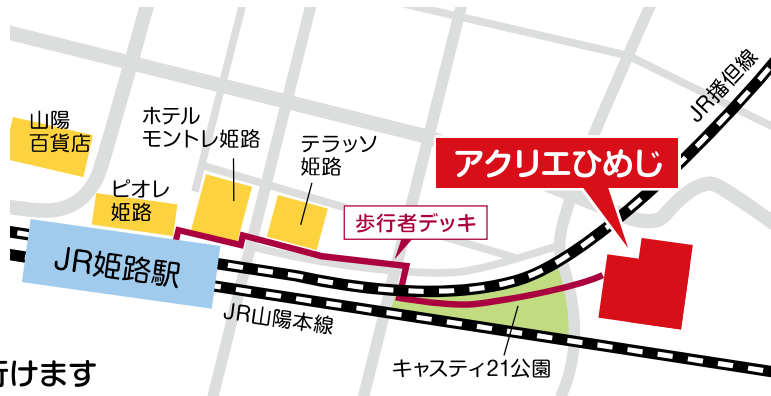 山陽
百貨店
ホテル
モントレ姫路
テラッソ
姫路
ピオレ
姫路
JR播但線
アクリエひめじ
歩行者デッキ
JR姫路駅
JR山陽本線
キャスティ21公園
行けます